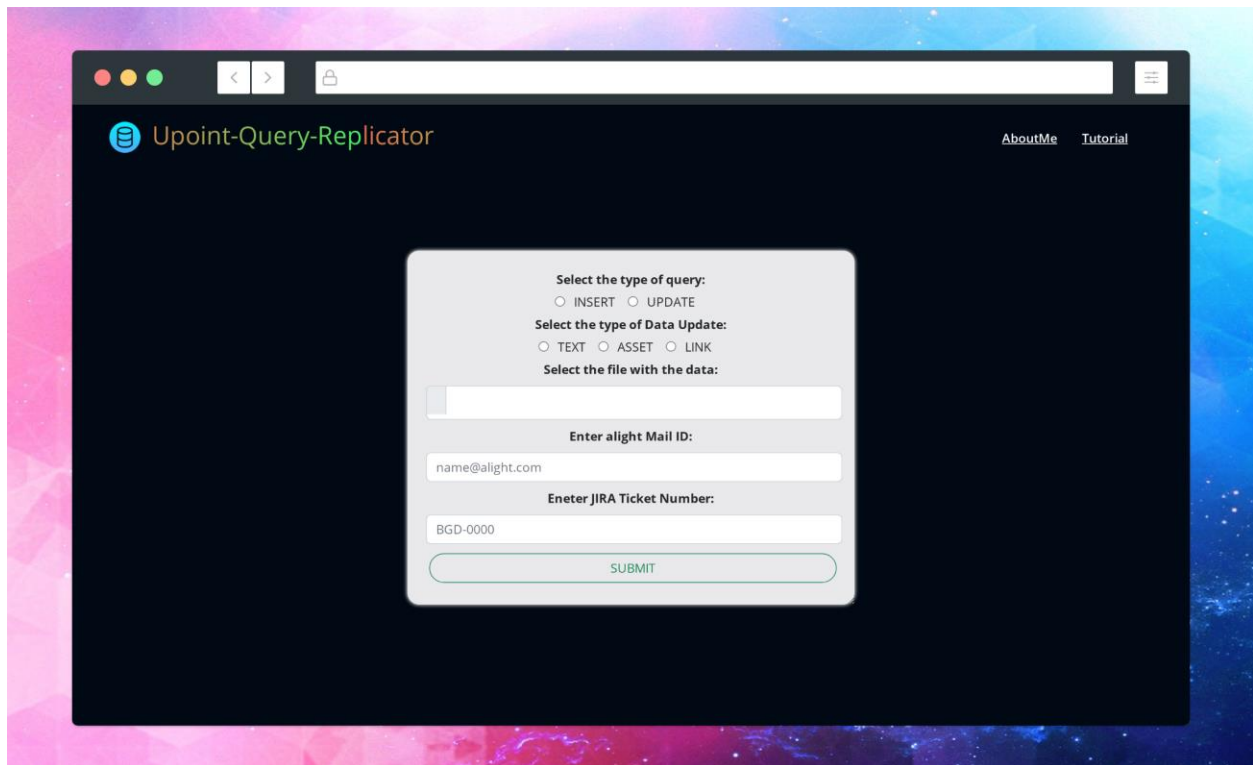 Upoint-Query-Replicator
AboutMe Tutorial
Select the type of query:
INSERT UPDATE
Select the type of Data Update:
TEXT ASSET LINK
Select the file with the data:
Enter alight Mail ID:
name@alight.com
Eneter JIRA Ticket Number:
BGD-0000
SUBMIT